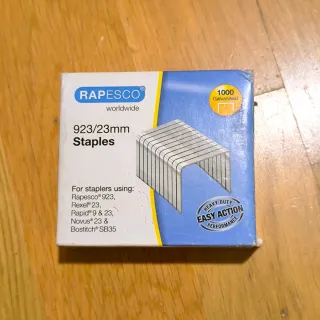 RAPESCO®
worldwide
1000
Galvanised
923/23mm
Staples
For staplers using:
Rapesco® 923,
Rexel® 23,
Rapid® 9 & 23,
Novus® 23 &
Bostitch® SB35
HEAVY DUTY
EASY ACTION
PERFORMANCE